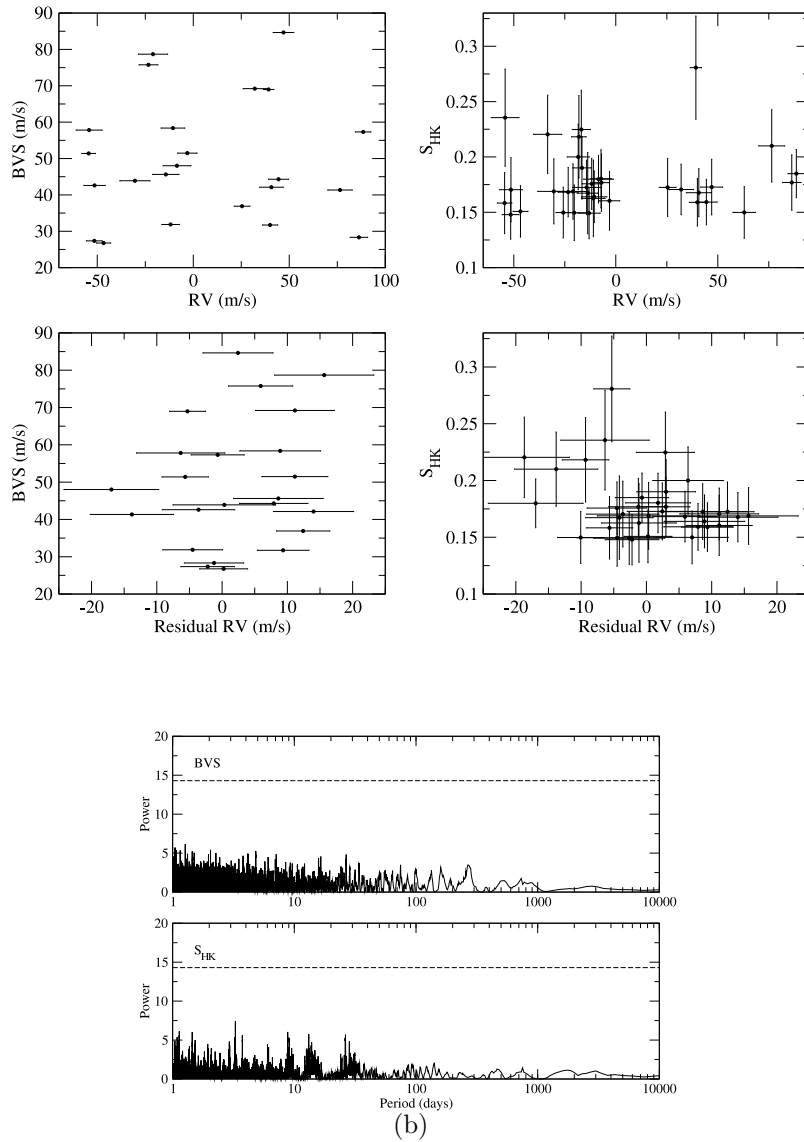 90
80
70
60
50
40
30
20
BVS (m/s)
-50 0 50 100
RV (m/s)
0.3
0.25
0.2
0.15
0.1
S_HK
-50 0 50
RV (m/s)
90
80
70
60
50
40
30
20
BVS (m/s)
-20 -10 0 10 20
Residual RV (m/s)
0.3
0.25
0.2
0.15
0.1
S_HK
-20 -10 0 10 20
Residual RV (m/s)
20
15
10
5
0
Power
BVS
1 10 100 1000 10000
20
15
10
5
0
Power
S_HK
1 10 100 1000 10000
Period (days)
(b)